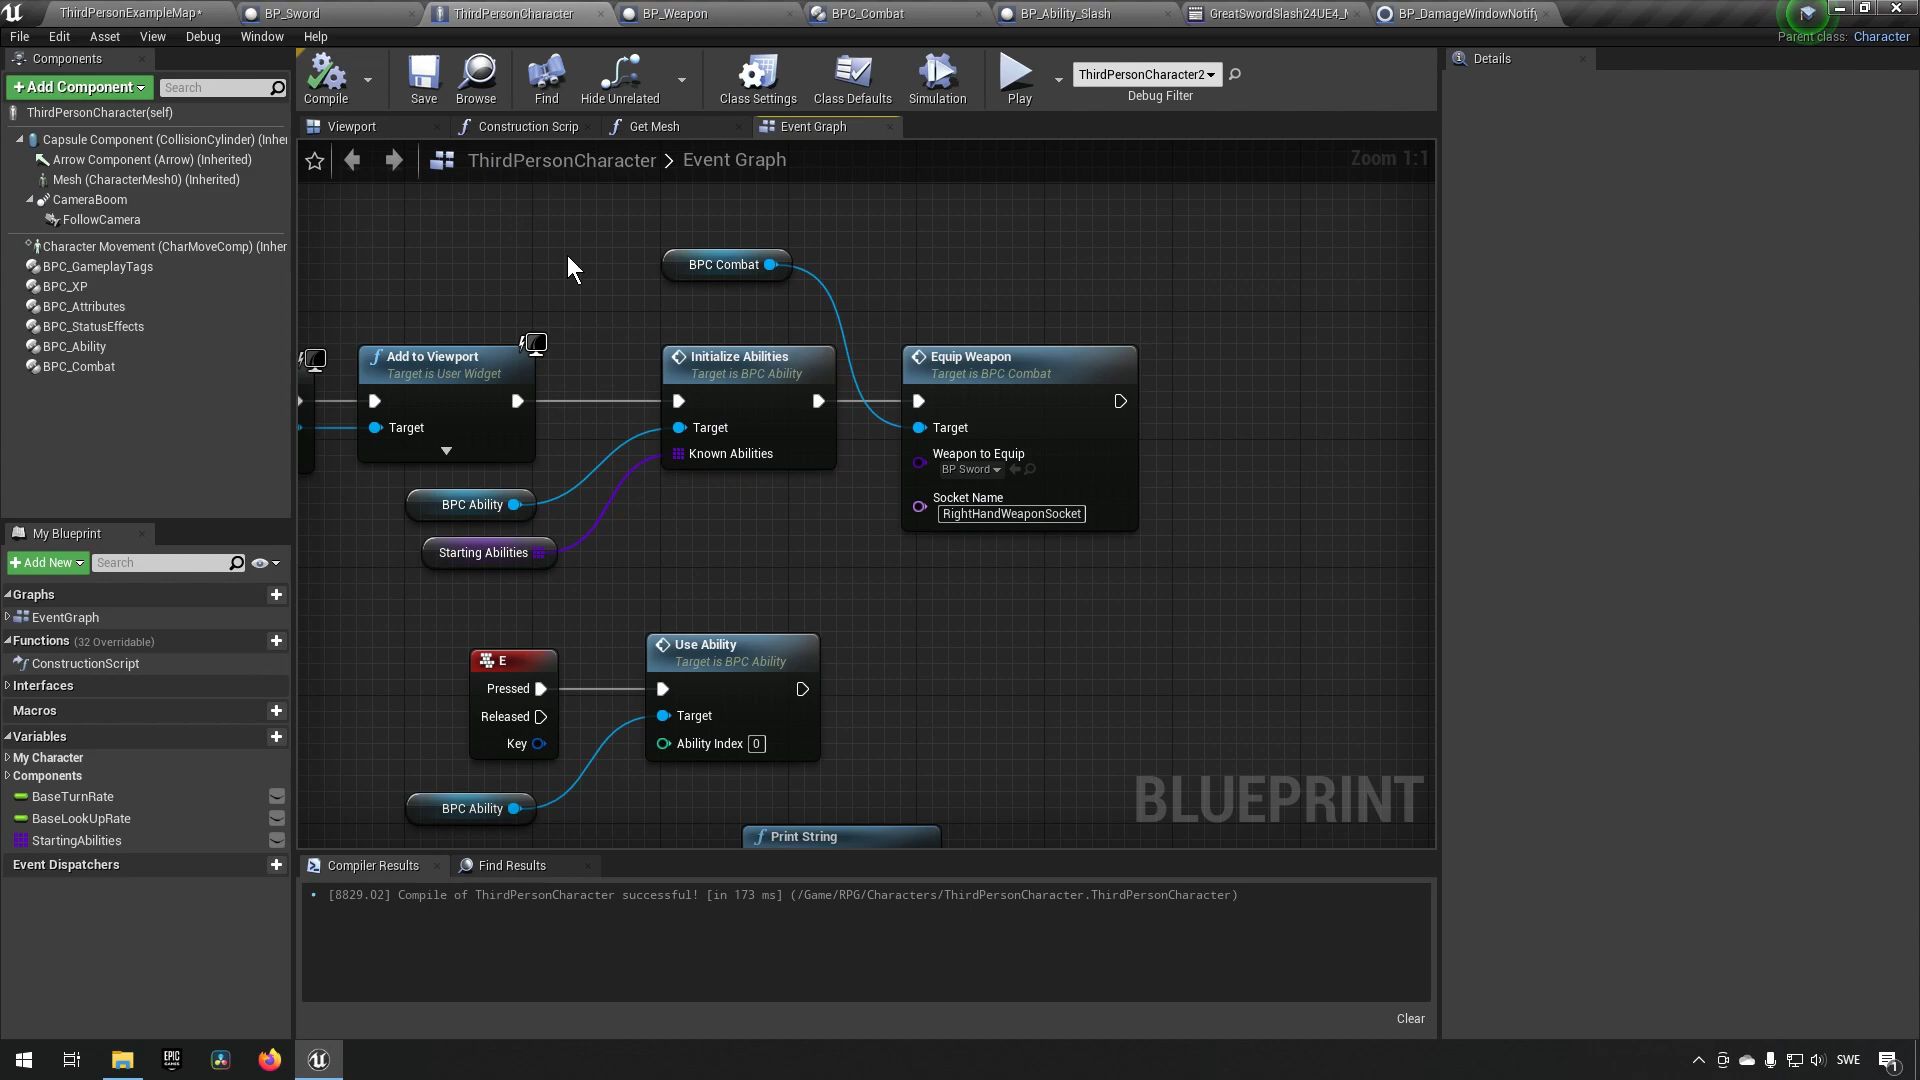 ThirdPersonExampleMap*
BP_Sword
ThirdPersonCharacter
BP_Weapon
BPC_Combat
BP_Ability_Slash
GreatSwordSlash24UE4_M
BP_DamageWindowNotify
File
Edit
Asset
View
Debug
Window
Help
Parent class: Character
Components
Add Component
Search
ThirdPersonCharacter(self)
Capsule Component (CollisionCylinder) (Inhe
Arrow Component (Arrow) (Inherited)
Mesh (CharacterMesh0) (Inherited)
CameraBoom
FollowCamera
Character Movement (CharMoveComp) (Inher
BPC_GameplayTags
BPC_XP
BPC_Attributes
BPC_StatusEffects
BPC_Ability
BPC_Combat
Compile
Save
Browse
Find
Hide Unrelated
Class Settings
Class Defaults
Simulation
Play
ThirdPersonCharacter2
Debug Filter
Details
Viewport
Construction Scrip
Get Mesh
Event Graph
ThirdPersonCharacter > Event Graph
Zoom 1:1
BPC Combat
Add to Viewport
Target is User Widget
Target
Initialize Abilities
Target is BPC Ability
Target
Known Abilities
Equip Weapon
Target is BPC Combat
Target
Weapon to Equip
BP Sword
Socket Name
RightHandWeaponSocket
BPC Ability
Starting Abilities
E
Pressed
Released
Key
Use Ability
Target is BPC Ability
Target
Ability Index 0
BPC Ability
Print String
BLUEPRINT
My Blueprint
Add New
Search
Graphs
EventGraph
Functions (32 Overridable)
ConstructionScript
Interfaces
Macros
Variables
My Character
Components
BaseTurnRate
BaseLookUpRate
StartingAbilities
Event Dispatchers
Compiler Results
Find Results
[8829.02] Compile of ThirdPersonCharacter successful! [in 173 ms] (/Game/RPG/Characters/ThirdPersonCharacter.ThirdPersonCharacter)
Clear
EPIC
GAMES
SWE
1